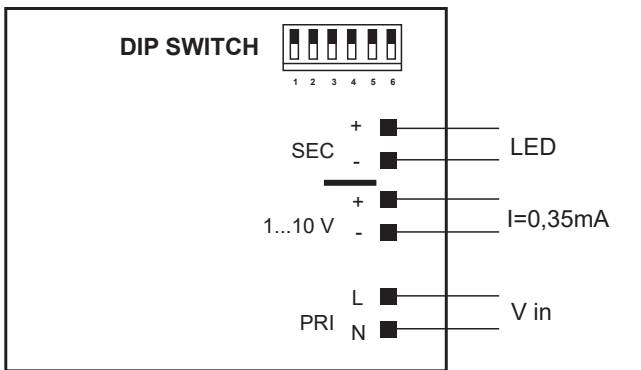 DIP SWITCH
1 2 3 4 5 6
+
SEC
-
LED
+
1...10 V
-
I=0,35mA
L
PRI
N
V in